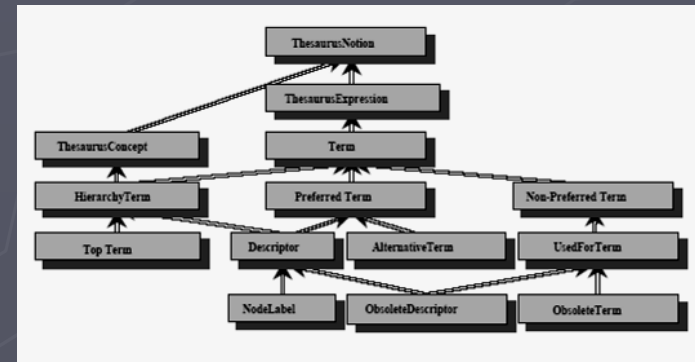 ThesaurusNotion
ThesaurusExpression
ThesaurusConcept
Term
HierarchyTerm
Preferred Term
Non-Preferred Term
Top Term
Descriptor
AlternativeTerm
UsedForTerm
NodeLabel
ObsoleteDescriptor
ObsoleteTerm